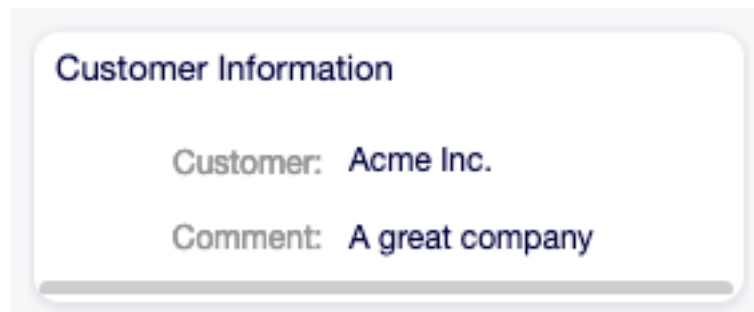 Customer Information
Customer: Acme Inc.
Comment: A great company